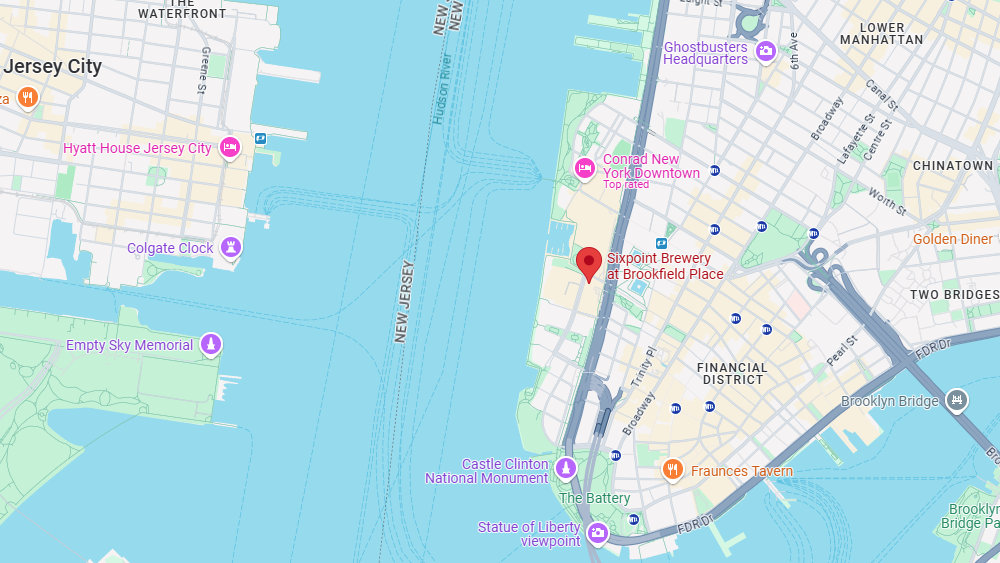 THE
WATERFRONT
NEW
NEW
Laight St
LOWER
MANHATTAN
Ghostbusters
Headquarters
6th Ave
Jersey City
Greene St
Hudson River
za
Canal St
Broadway
Lafayette St
Centre St
Hyatt House Jersey City
Conrad New
York Downtown
Top rated
CHINATOWN
Worth St
Colgate Clock
Golden Diner
Sixpoint Brewery
at Brookfield Place
NEW JERSEY
TWO BRIDGES
Empty Sky Memorial
Pearl St
FDR Dr
Trinity Pl
FINANCIAL
DISTRICT
Broadway
Brooklyn Bridge
Castle Clinton
National Monument
Fraunces Tavern
The Battery
Brooklyn
Bridge Pa
FDR Dr
Statue of Liberty
viewpoint